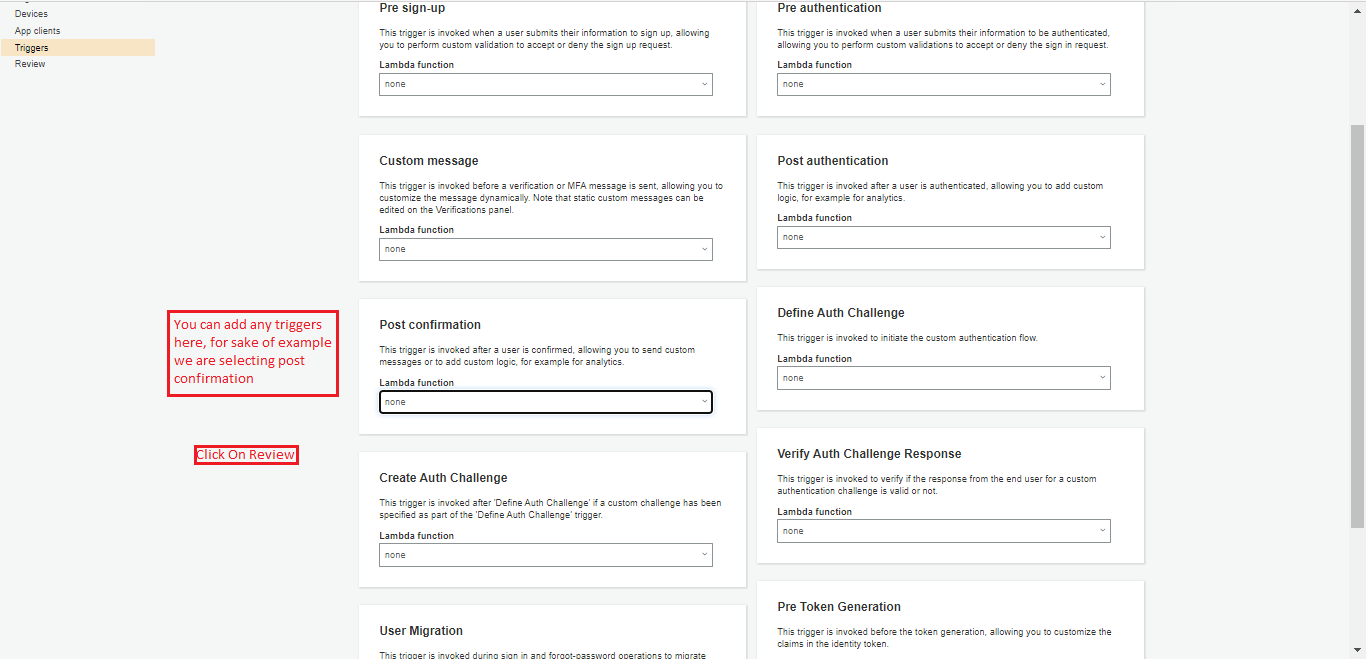 Devices
App clients
Triggers
Review
Pre sign-up
This trigger is invoked when a user submits their information to sign up, allowing
you to perform custom validation to accept or deny the sign up request.
Lambda function
none
Pre authentication
This trigger is invoked when a user submits their information to be authenticated,
allowing you to perform custom validations to accept or deny the sign in request.
Lambda function
none
Custom message
This trigger is invoked before a verification or MFA message is sent, allowing you to
customize the message dynamically. Note that static custom messages can be
edited on the Verifications panel.
Lambda function
none
Post authentication
This trigger is invoked after a user is authenticated, allowing you to add custom
logic, for example for analytics.
Lambda function
none
You can add any triggers
here, for sake of example
we are selecting post
confirmation
Click On Review
Post confirmation
This trigger is invoked after a user is confirmed, allowing you to send custom
messages or to add custom logic, for example for analytics.
Lambda function
none
Define Auth Challenge
This trigger is invoked to initiate the custom authentication flow.
Lambda function
none
Create Auth Challenge
This trigger is invoked after 'Define Auth Challenge' if a custom challenge has been
specified as part of the 'Define Auth Challenge' trigger.
Lambda function
none
Verify Auth Challenge Response
This trigger is invoked to verify if the response from the end user for a custom
authentication challenge is valid or not.
Lambda function
none
User Migration
This trigger is invoked during sign in and forgot-password operations to migrate
Pre Token Generation
This trigger is invoked before the token generation, allowing you to customize the
claims in the identity token.